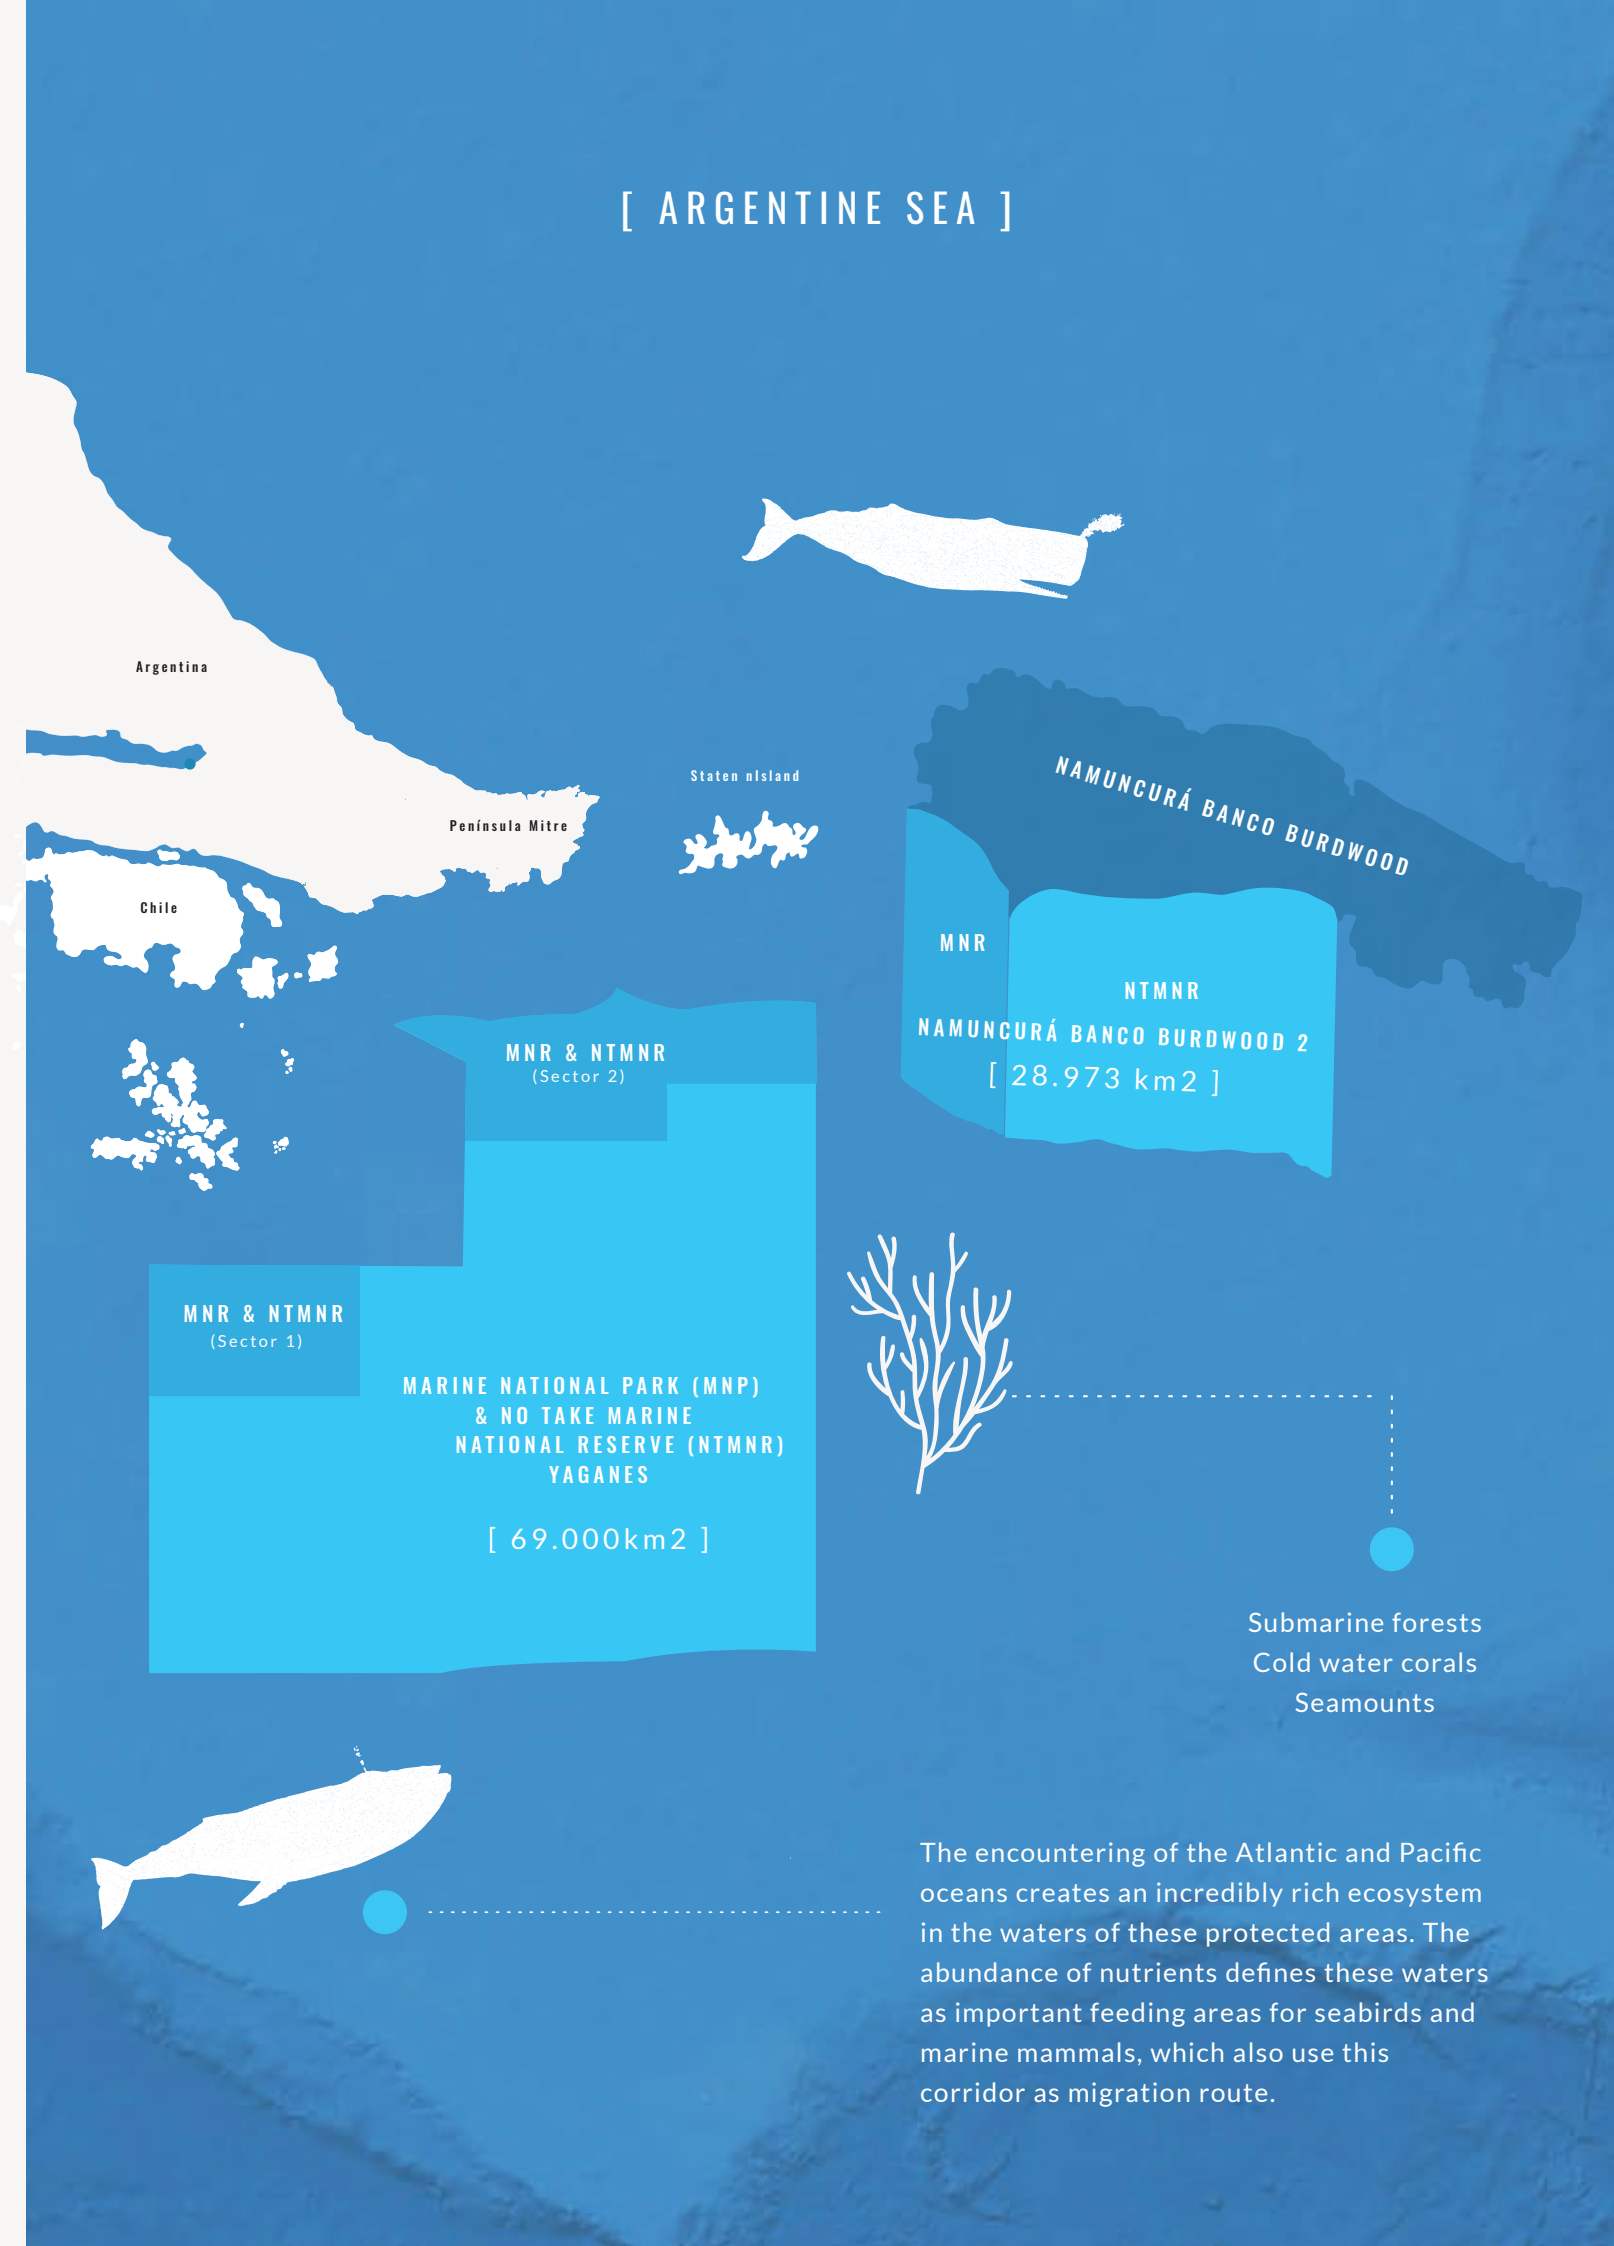 [ ARGENTINE SEA ]
Argentina
Península Mitre
Staten nIsland
Chile
NAMUNCURÁ BANCO BURDWOOD
MNR
NTMNR
NAMUNCURÁ BANCO BURDWOOD 2
[ 28.973 km2 ]
MNR & NTMNR
(Sector 2)
MNR & NTMNR
(Sector 1)
MARINE NATIONAL PARK (MNP)
& NO TAKE MARINE
NATIONAL RESERVE (NTMNR)
YAGANES
[ 69.000km2 ]
Submarine forests
Cold water corals
Seamounts
The encountering of the Atlantic and Pacific
oceans creates an incredibly rich ecosystem
in the waters of these protected areas. The
abundance of nutrients defines these waters
as important feeding areas for seabirds and
marine mammals, which also use this
corridor as migration route.